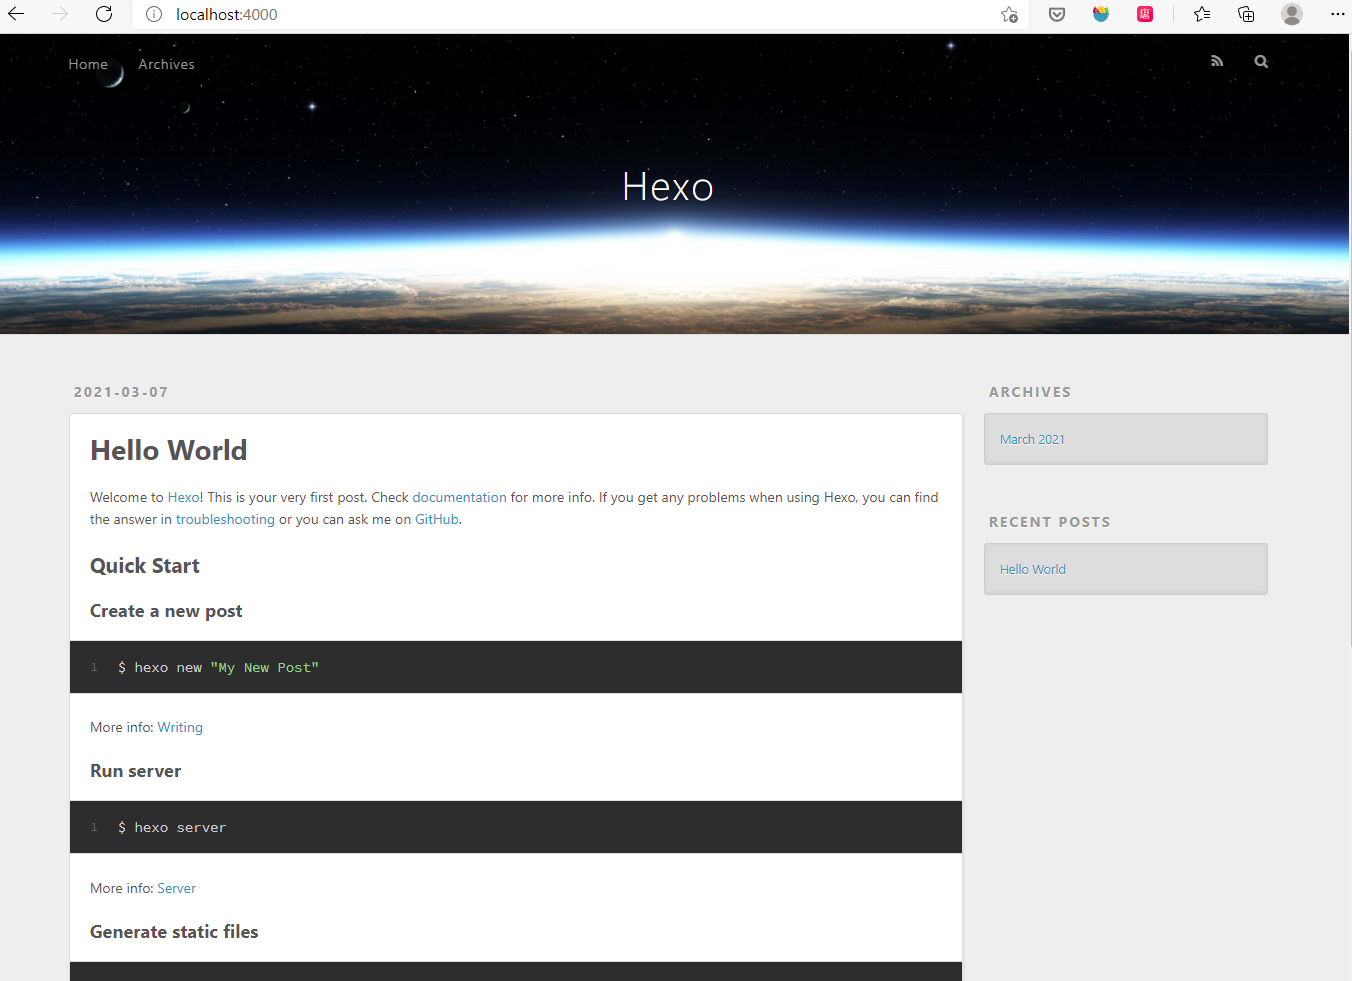 localhost:4000
Home Archives
Hexo
2021-03-07
Hello World
Welcome to Hexo! This is your very first post. Check documentation for more info. If you get any problems when using Hexo, you can find
the answer in troubleshooting or you can ask me on GitHub.
Quick Start
Create a new post
1 $ hexo new "My New Post"
More info: Writing
Run server
1 $ hexo server
More info: Server
Generate static files
ARCHIVES
March 2021
RECENT POSTS
Hello World